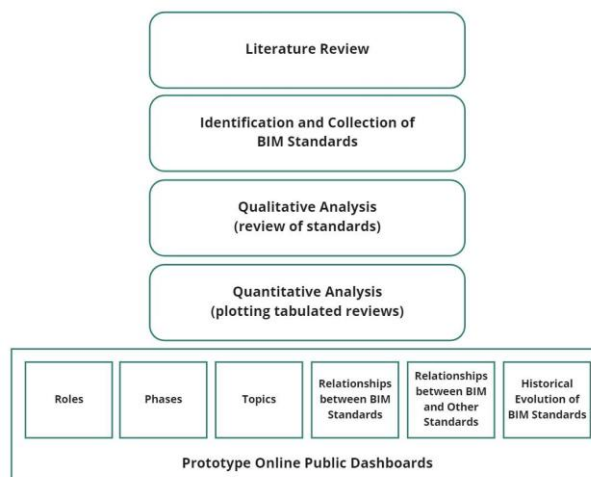 Literature Review
Identification and Collection of
BIM Standards
Qualitative Analysis
(review of standards)
Quantitative Analysis
(plotting tabulated reviews)
Roles
Phases
Topics
Relationships
between BIM
Standards
Relationships
between BIM
and Other
Standards
Historical
Evolution of
BIM Standards
Prototype Online Public Dashboards